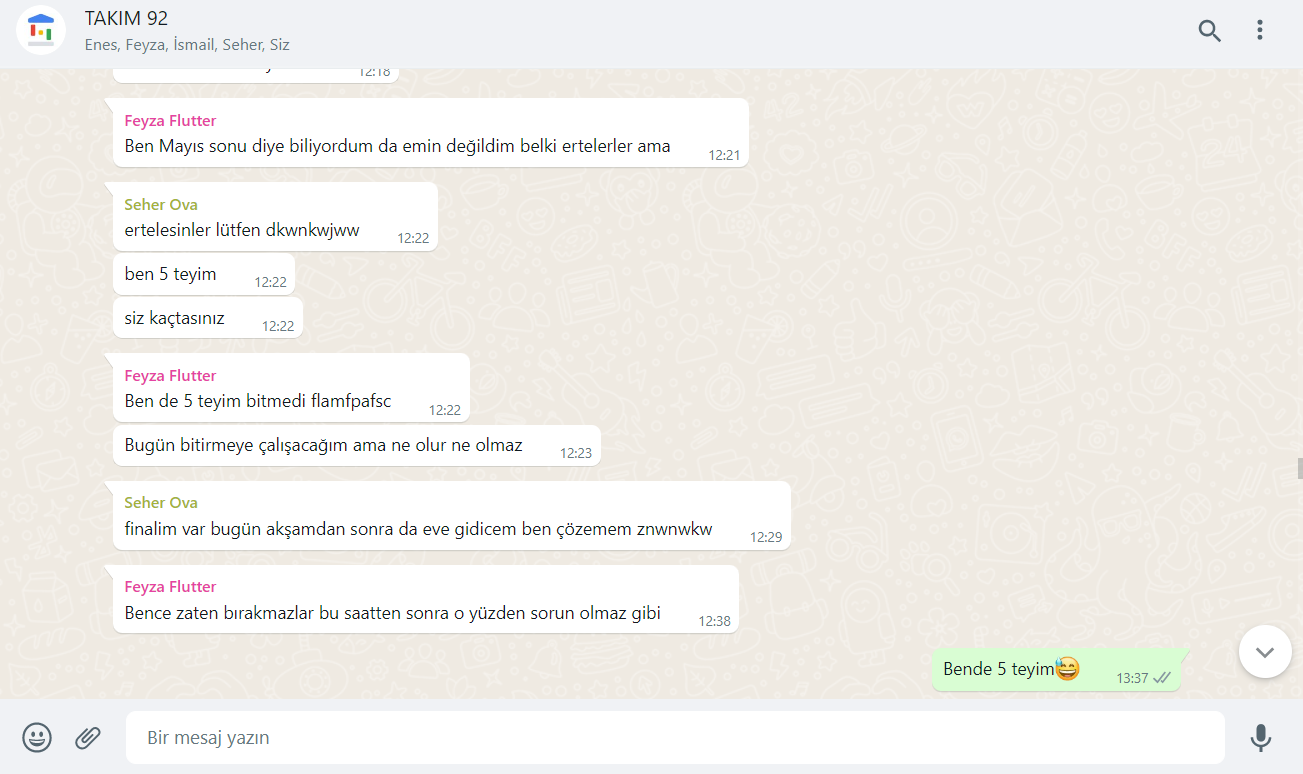 TAKIM 92
Enes, Feyza, İsmail, Seher, Siz
12:18
Feyza Flutter
Ben Mayıs sonu diye biliyordum da emin değildim belki ertelerler ama
12:21
Seher Ova
ertelesinler lütfen dkwnkwjww
12:22
ben 5 teyim
12:22
siz kaçtasınız
12:22
Feyza Flutter
Ben de 5 teyim bitmedi flamfpafsc
12:22
Bugün bitirmeye çalışacağım ama ne olur ne olmaz
12:23
Seher Ova
finalim var bugün akşamdan sonra da eve gidicem ben çözemem znwnwkw
12:29
Feyza Flutter
Bence zaten bırakmazlar bu saatten sonra o yüzden sorun olmaz gibi
12:38
Bende 5 teyim😅
13:37
Bir mesaj yazın